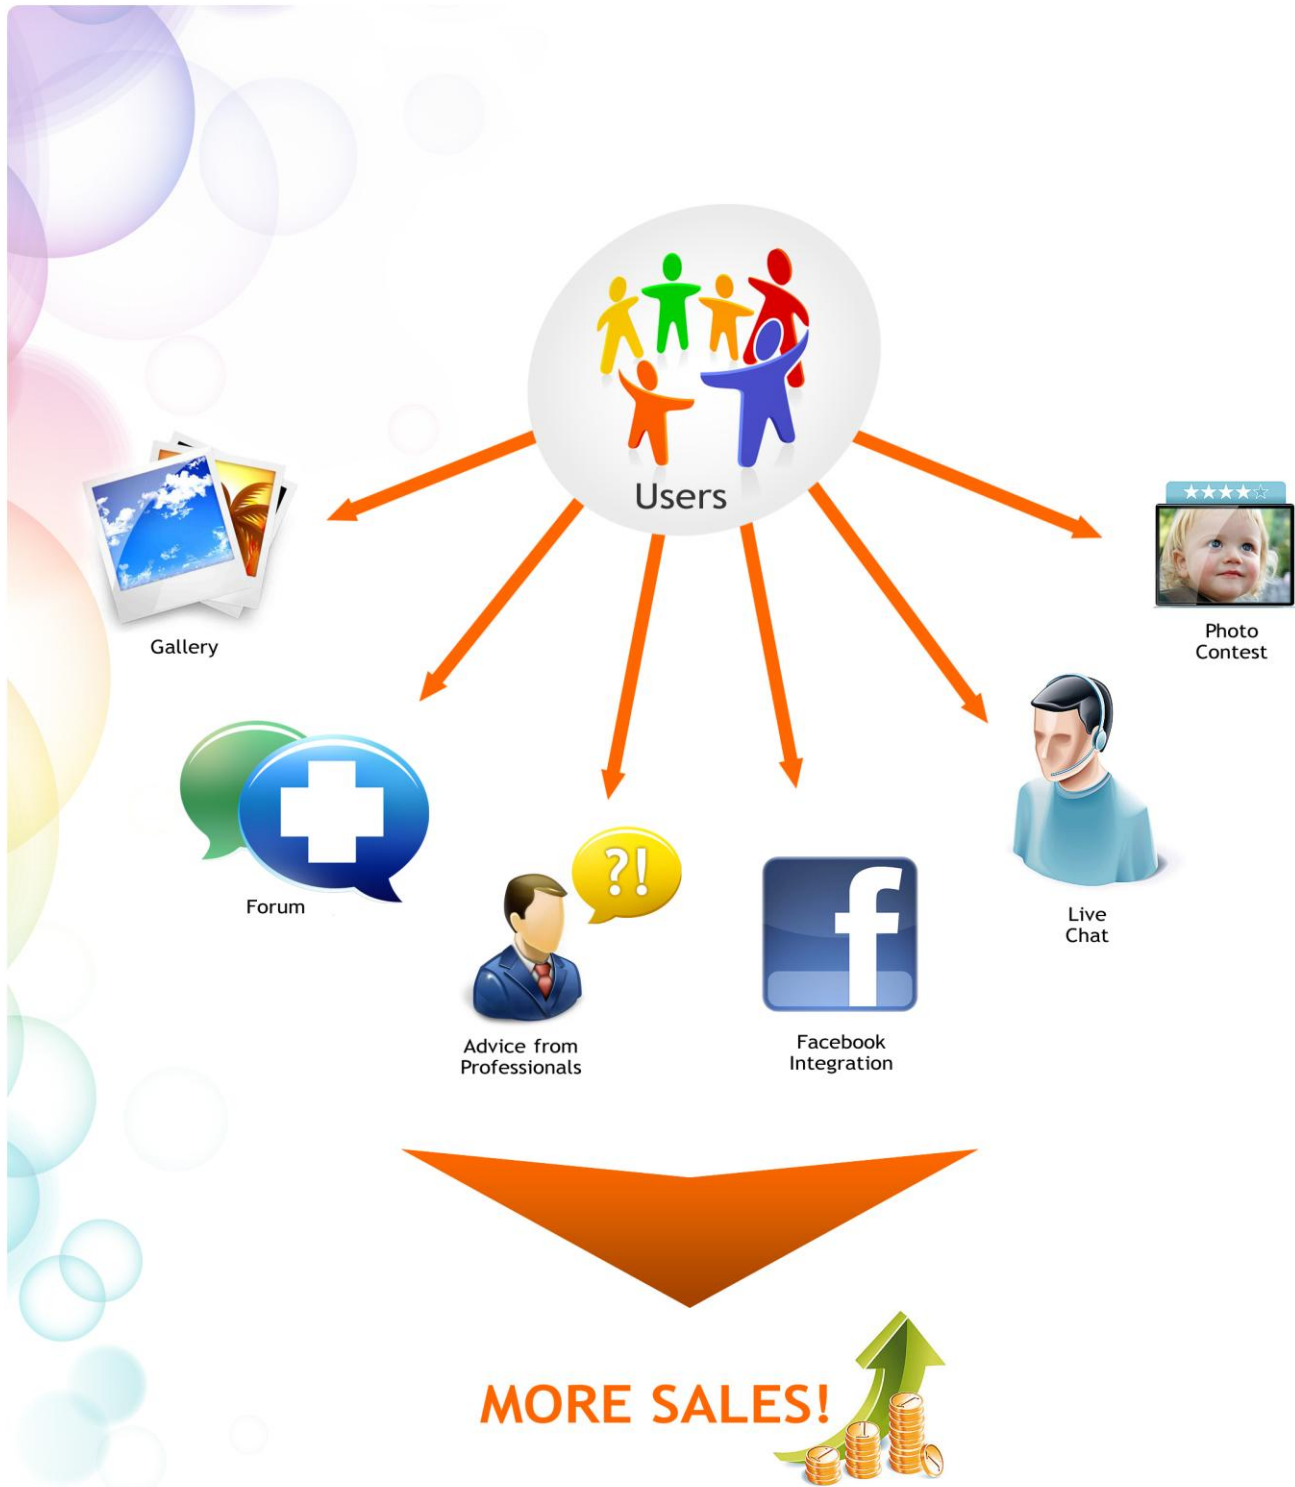 Users
Gallery
Photo
Contest
Forum
?!
Live
Chat
f
Advice from
Professionals
Facebook
Integration
MORE SALES!